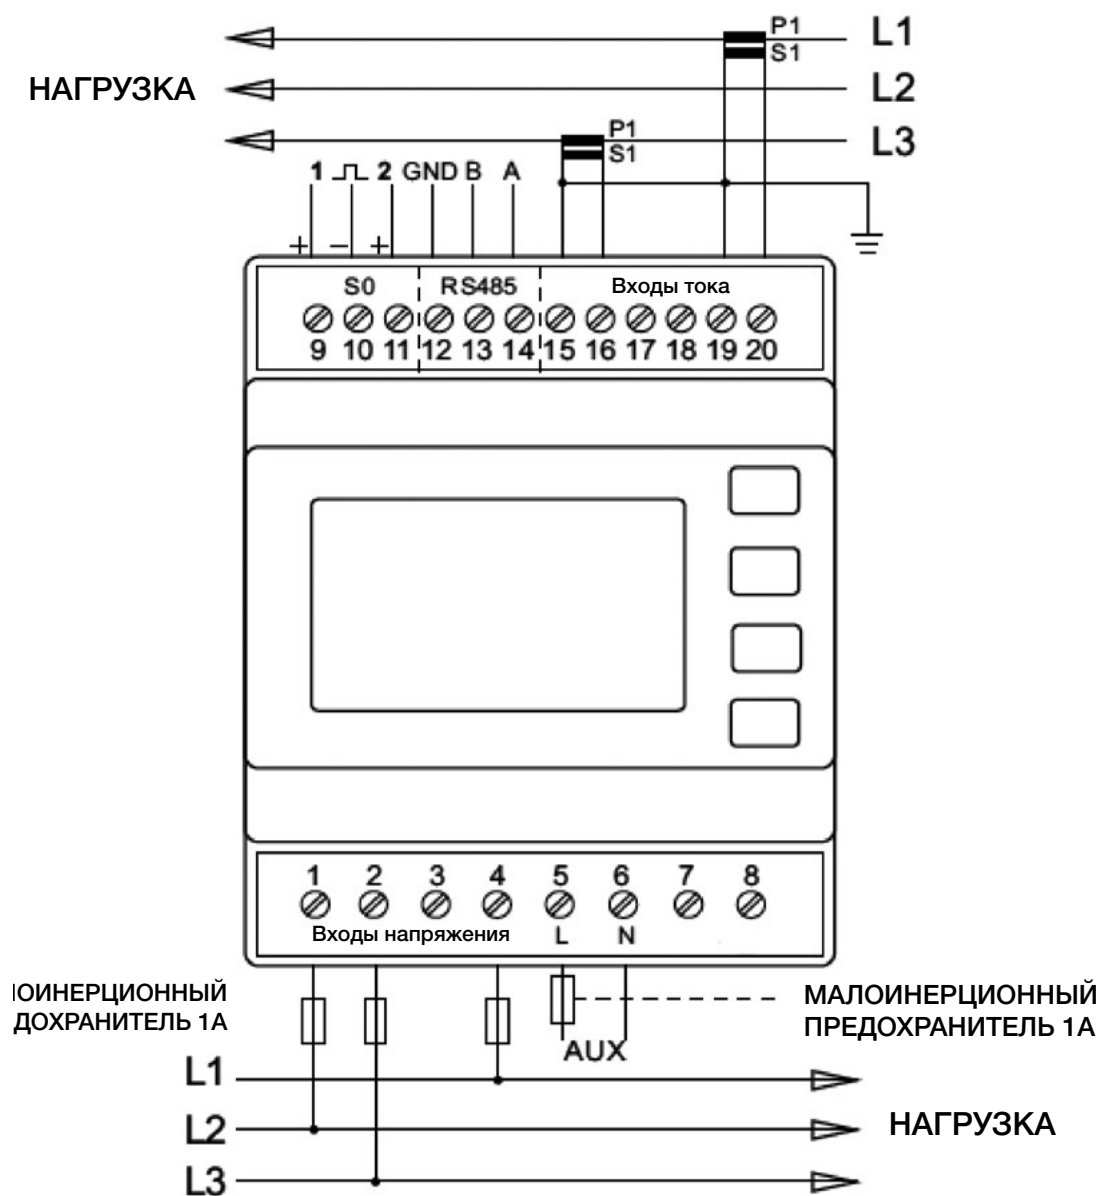 P1
L1
S1
НАГРУЗКА
L2
P1
L3
S1
1 2 GND B A
+ − +
S0 RS485 Входы тока
9 10 11 12 13 14 15 16 17 18 19 20
1 2 3 4 5 6 7 8
Входы напряжения L N
ЮИНЕРЦИОННЫЙ
ДОХРАНИТЕЛЬ 1А
МАЛОИНЕРЦИОННЫЙ
ПРЕДОХРАНИТЕЛЬ 1А
AUX
L1
L2
НАГРУЗКА
L3